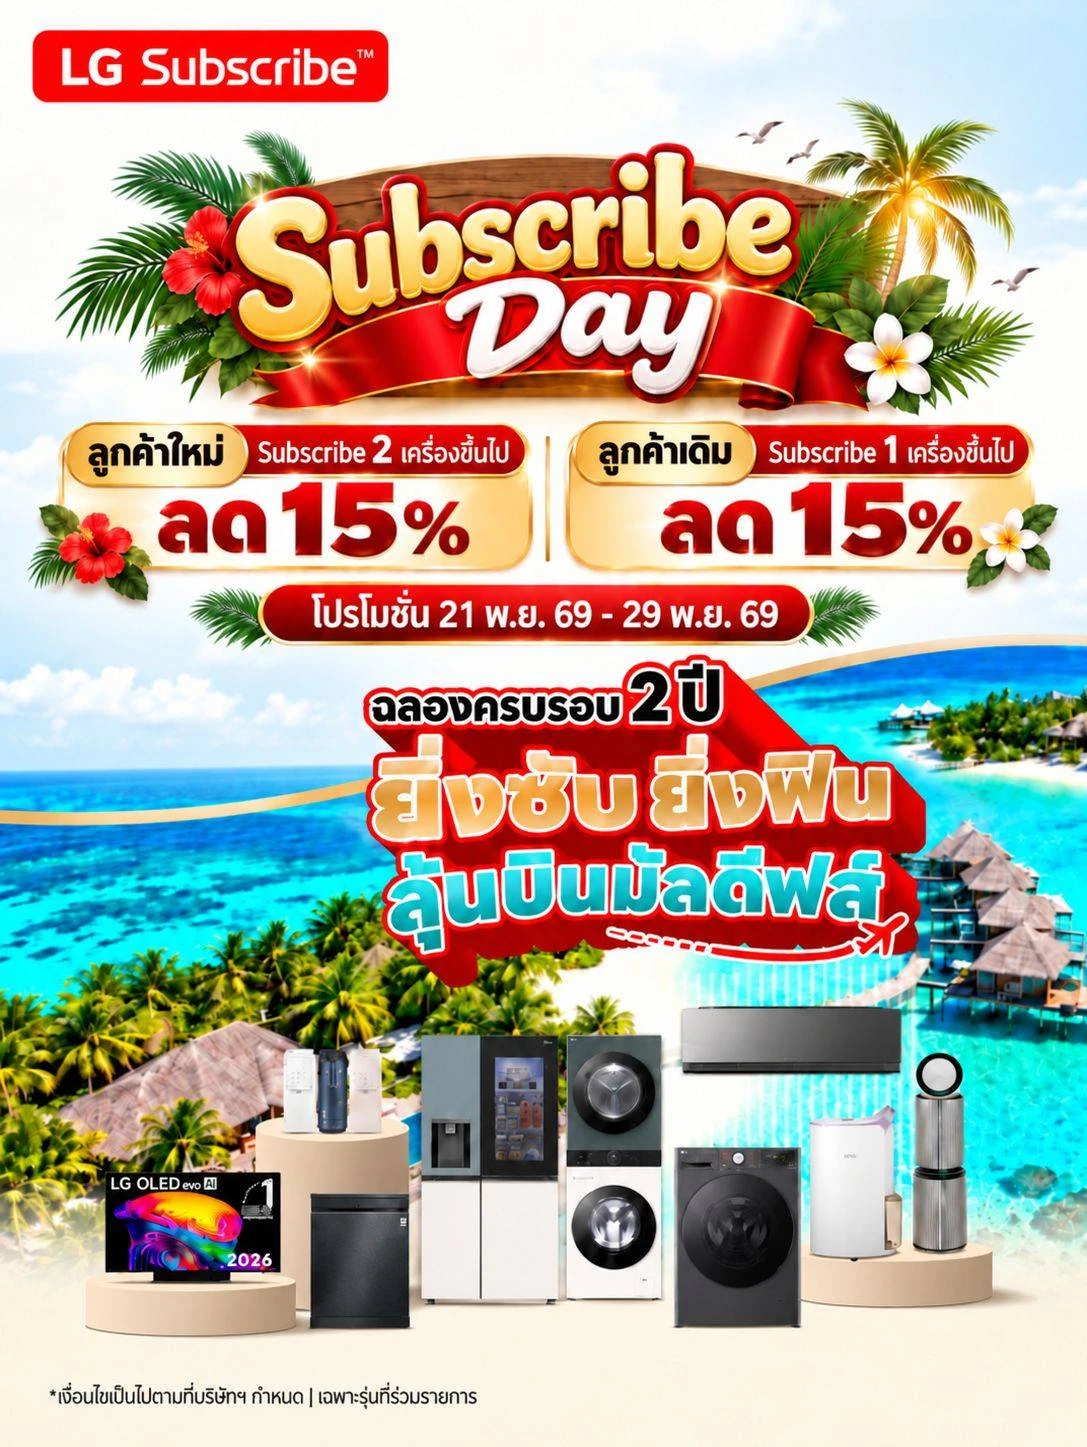 LG Subscribe™
Subscribe
Day
ลูกค้าใหม่ Subscribe 2 เครื่องขึ้นไป
ลด 15%
ลูกค้าเดิม Subscribe 1 เครื่องขึ้นไป
ลด 15%
โปรโมชั่น 21 พ.ย. 69 - 29 พ.ย. 69
ฉลองครบรอบ 2 ปี
ยิ่งซับ ยิ่งฟิน
ลุ้นบินมัลดีฟส์
LG OLED evo AI
2026
*เงื่อนไขเป็นไปตามที่บริษัทฯ กำหนด | เฉพาะรุ่นที่ร่วมรายการ